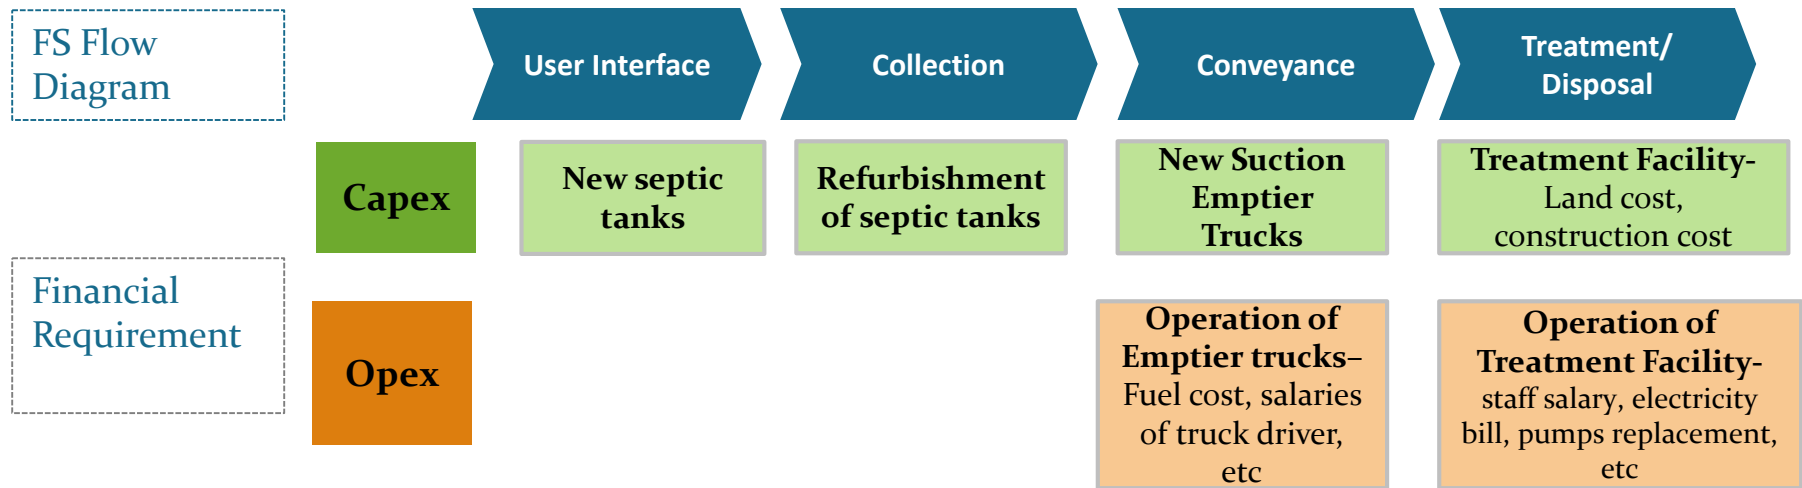 FS Flow
Diagram
User Interface
Collection
Conveyance
Treatment/
Disposal
Capex
New septic
tanks
Refurbishment
of septic tanks
New Suction
Emptier
Trucks
Treatment Facility-
Land cost,
construction cost
Financial
Requirement
Opex
Operation of
Emptier trucks–
Fuel cost, salaries
of truck driver,
etc
Operation of
Treatment Facility-
staff salary, electricity
bill, pumps replacement,
etc